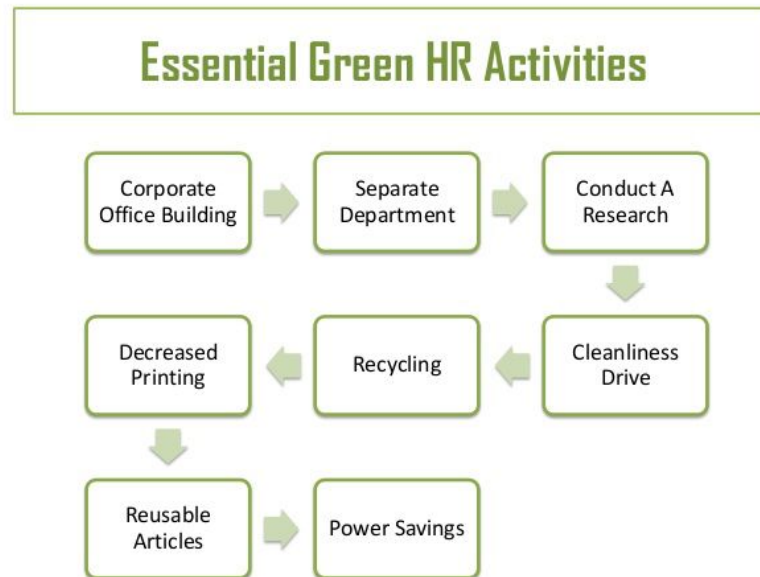 Essential Green HR Activities
Corporate
Office Building
Separate
Department
Conduct A
Research
Cleanliness
Drive
Recycling
Decreased
Printing
Reusable
Articles
Power Savings